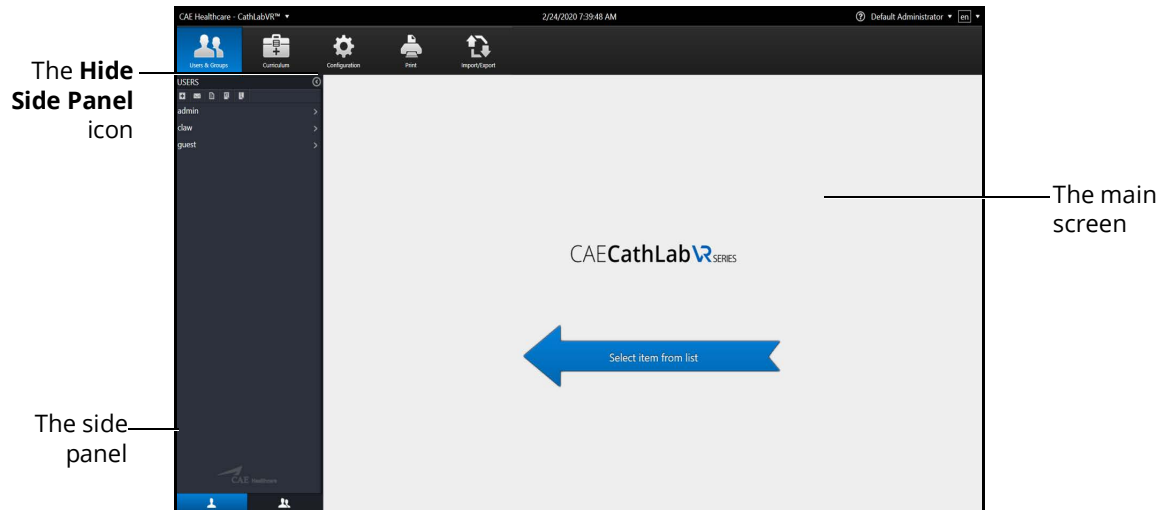 CAE Healthcare - CathLabVR™
2/24/2020 7:39:48 AM
Default Administrator
en
Users & Groups
Curriculum
Configuration
Print
Import/Export
The Hide
Side Panel
icon
USERS
admin
claw
guest
The main
screen
CAECathLabVR SERIES
Select item from list
The side
panel
CAE Healthcare